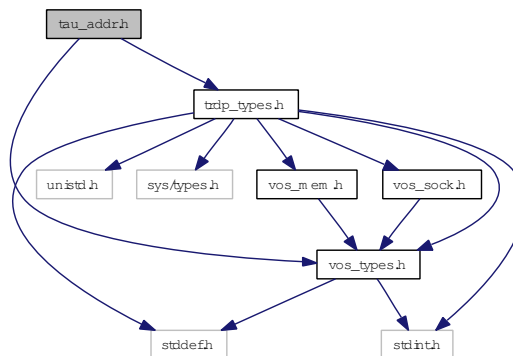 tau_addr.h
trdp_types.h
unistd.h
sys/types.h
vos_mem.h
vos_sock.h
vos_types.h
stddef.h
stdint.h